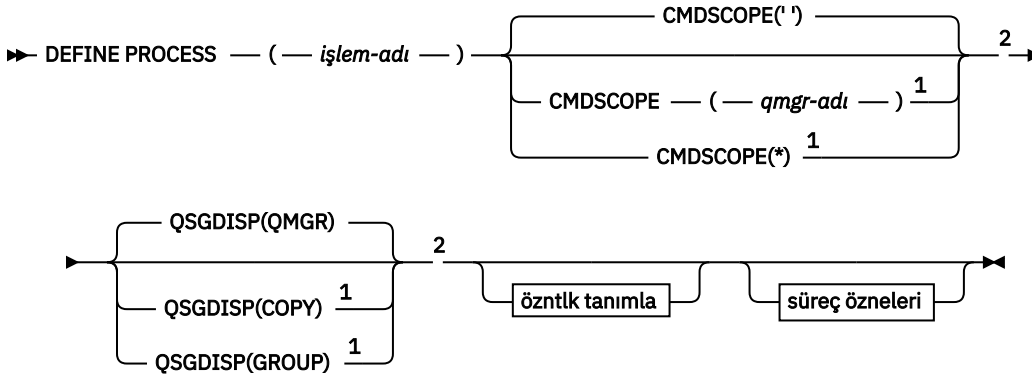 CMDSCOPE(' ')
DEFINE PROCESS ( işlem-adı ) 2
CMDSCOPE ( qmgr-adı ) 1
CMDSCOPE(*) 1
QSGDISP(QMGR)
2
QSGDISP(COPY) 1
özntlk tanımla
süreç özneleri
QSGDISP(GROUP) 1